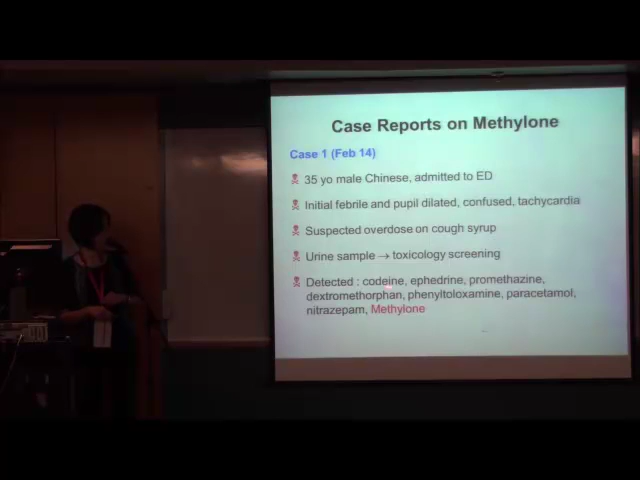 Case Reports on Methylone
Case 1 (Feb 14)
35 yo male Chinese, admitted to ED
Initial febrile and pupil dilated, confused, tachycardia
Suspected overdose on cough syrup
Urine sample → toxicology screening
Detected : codeine, ephedrine, promethazine,
dextromethorphan, phenyltoloxamine, paracetamol,
nitrazepam, Methylone